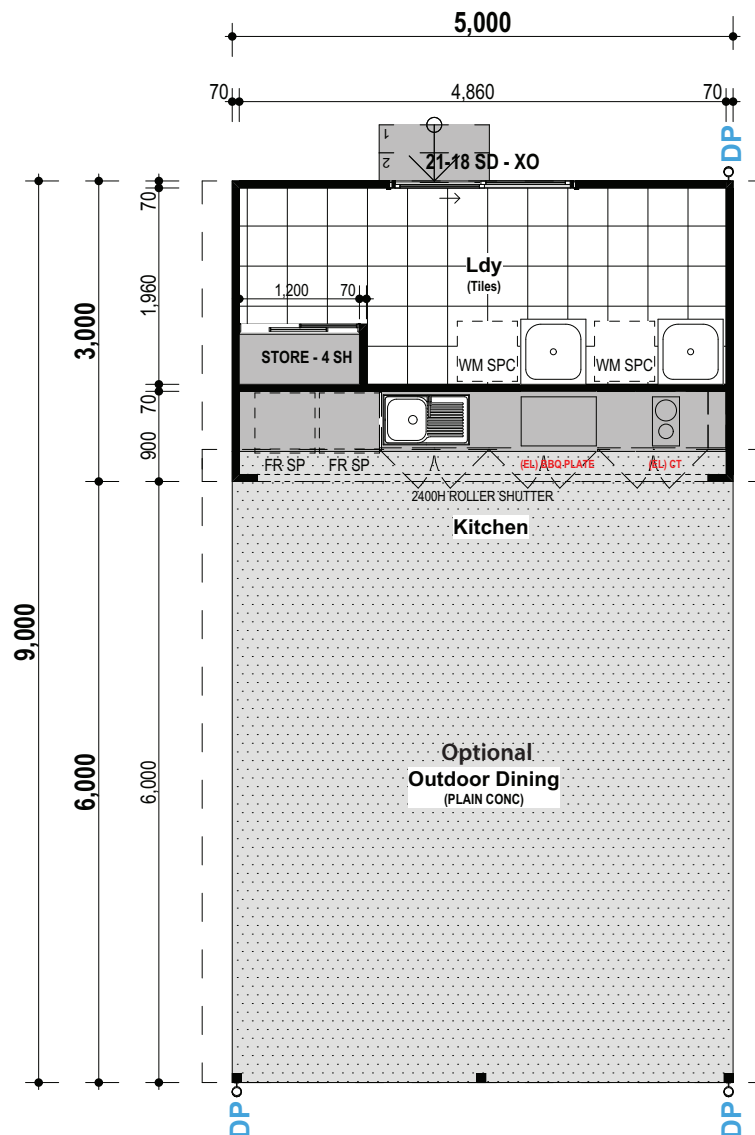 5,000
70
4,860
70
DP
1
2
21-18 SD - XO
70
Ldy
(Tiles)
1,960
1,200
70
3,000
STORE - 4 SH
WM SPC
WM SPC
70
900
FR SP
FR SP
(EL) BBQ PLATE
(EL) CT
2400H ROLLER SHUTTER
Kitchen
9,000
6,000
6,000
Optional
Outdoor Dining
(PLAIN CONC)
DP
DP